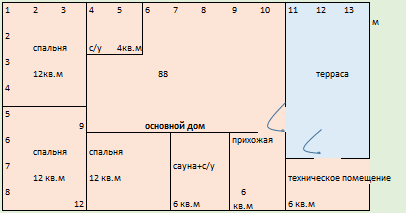 1 2 3 4 5 6 7 8 9 10 11 12 13
м
2
спальня с/у 4кв.м
3 терраса
12кв.м 88
4
5
9 основной дом
6 прихожая
спальня спальня
7 сауна+с/у техническое помещение
12 кв.м 12 кв.м
8 6
12 6 кв.м кв.м 6 кв.м